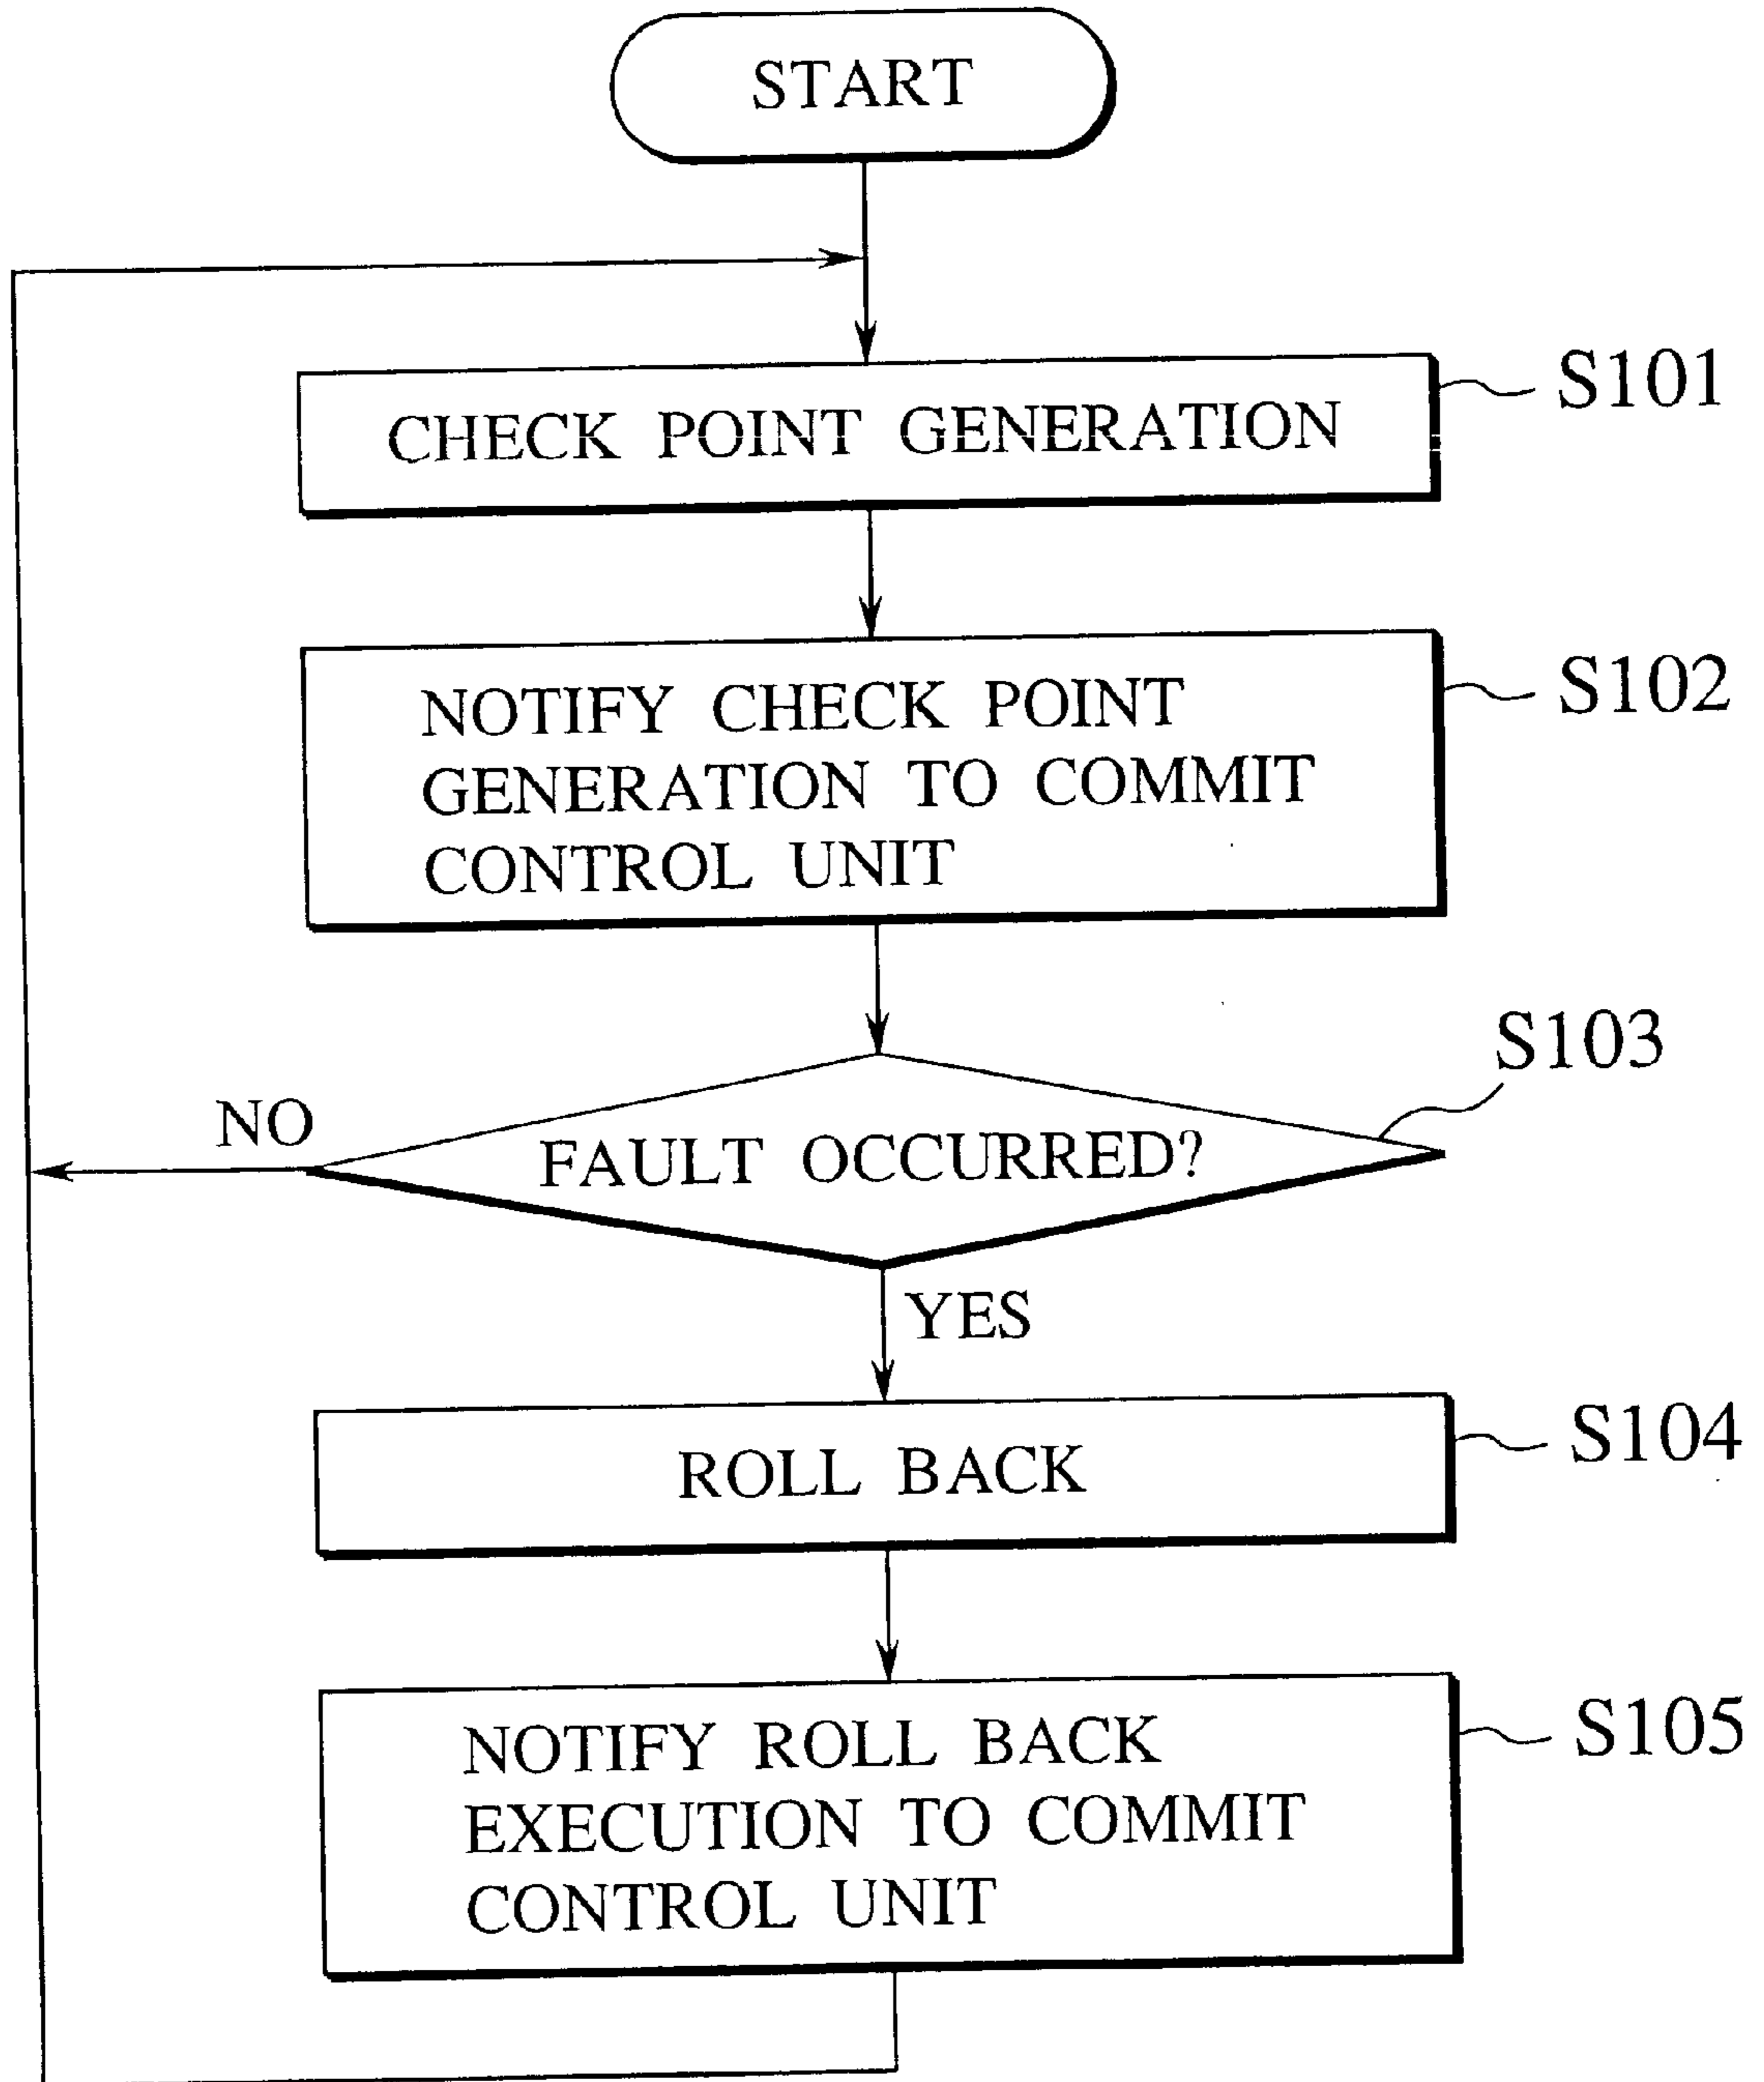 START
CHECK POINT GENERATION
S101
NOTIFY CHECK POINT
GENERATION TO COMMIT
CONTROL UNIT
S102
FAULT OCCURRED?
S103
NO
YES
ROLL BACK
S104
NOTIFY ROLL BACK
EXECUTION TO COMMIT
CONTROL UNIT
S105